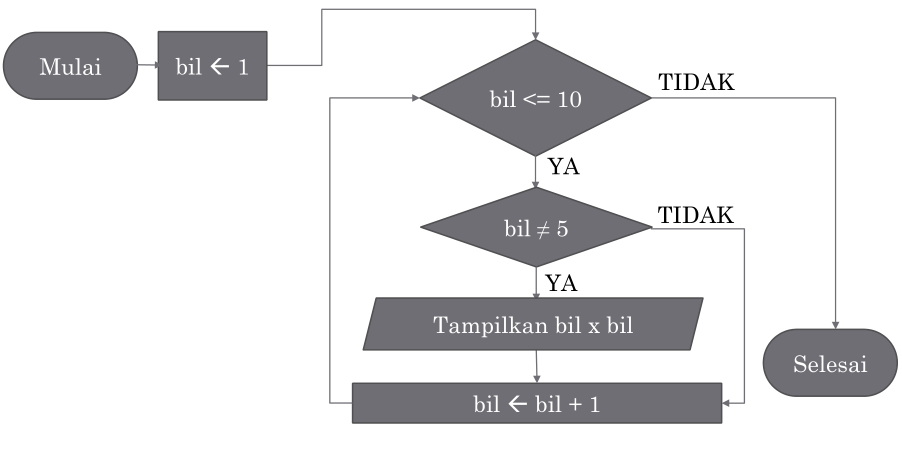 Mulai
bil ← 1
bil <= 10
TIDAK
YA
bil ≠ 5
TIDAK
YA
Tampilkan bil x bil
bil ← bil + 1
Selesai